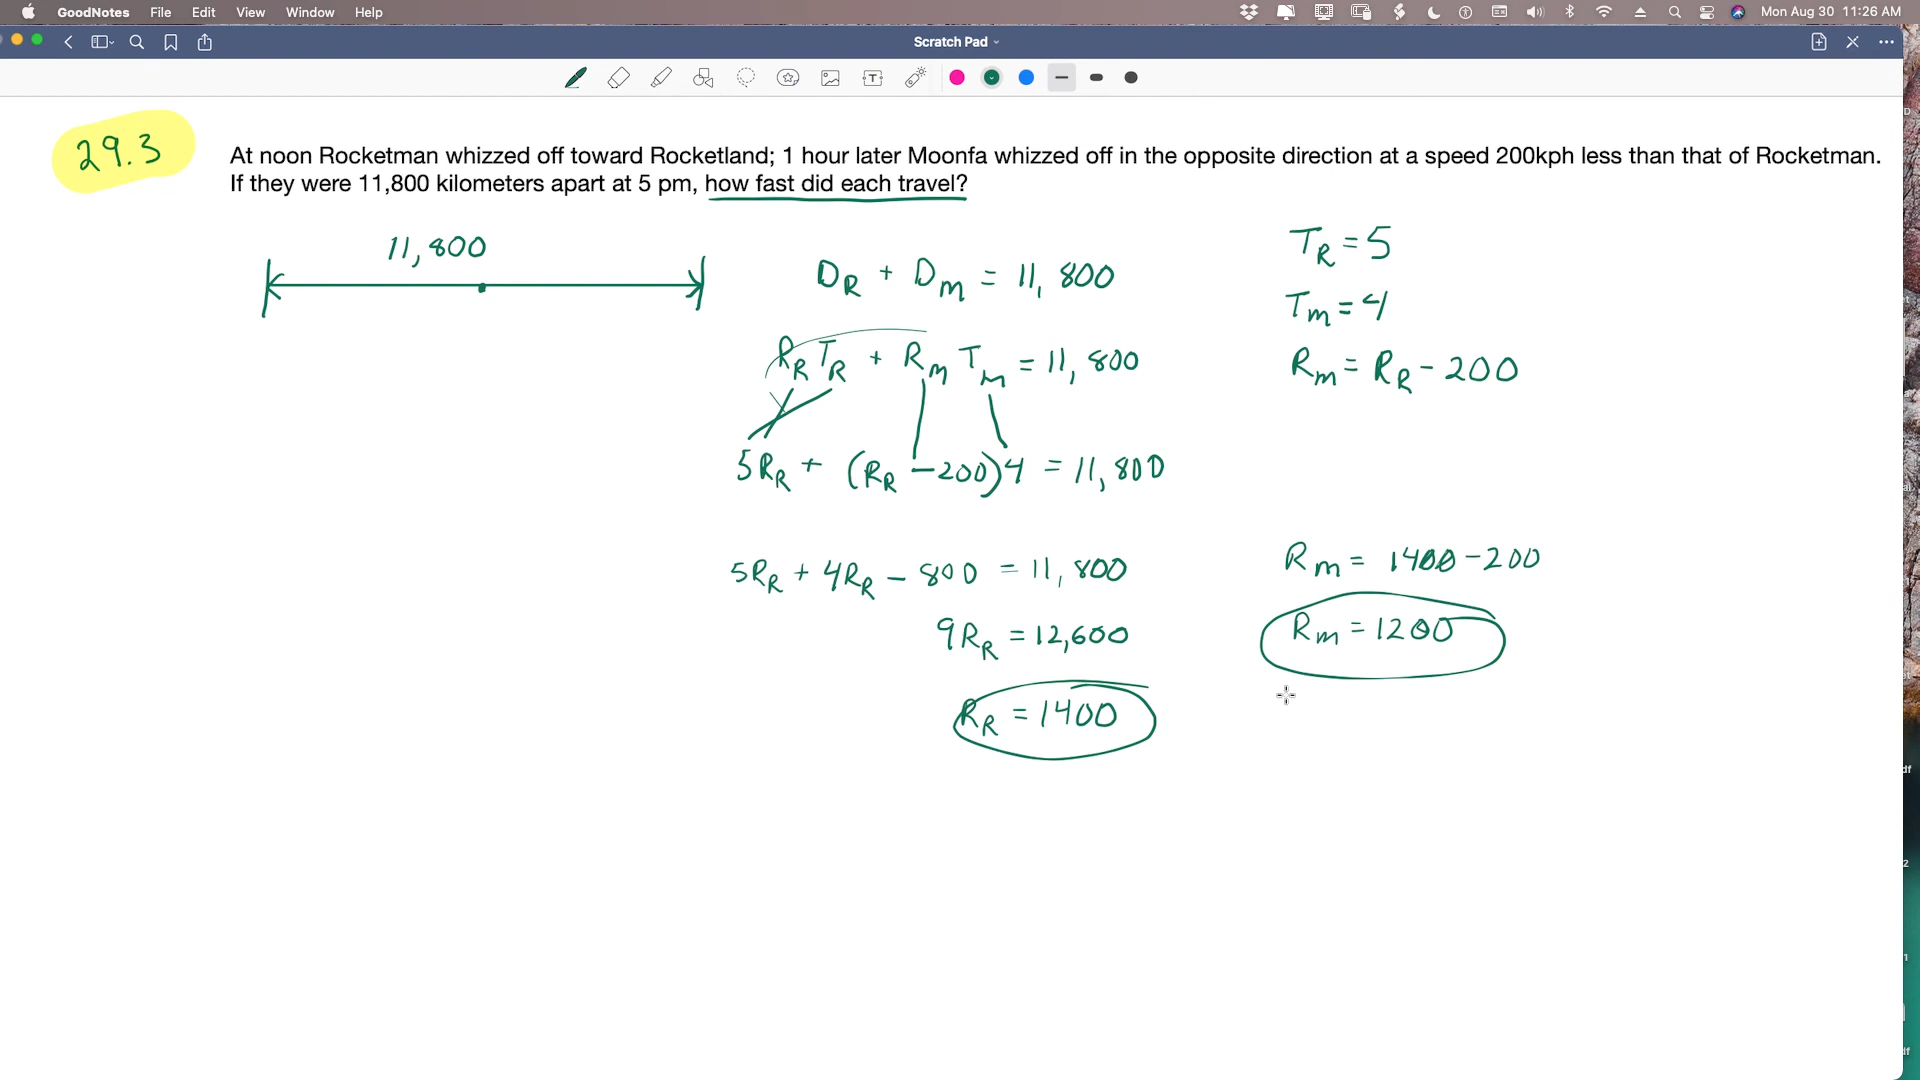 GoodNotes File Edit View Window Help Mon Aug 30 11:26 AM
Scratch Pad
29.3
At noon Rocketman whizzed off toward Rocketland; 1 hour later Moonfa whizzed off in the opposite direction at a speed 200kph less than that of Rocketman.
If they were 11,800 kilometers apart at 5 pm, how fast did each travel?
11,800
D_R + D_m = 11,800
T_R = 5
T_m = 4
R_R T_R + R_m T_m = 11,800
R_m = R_R - 200
5R_R + (R_R - 200)4 = 11,800
5R_R + 4R_R - 800 = 11,800
R_m = 1400 - 200
9R_R = 12,600
R_m = 1200
R_R = 1400